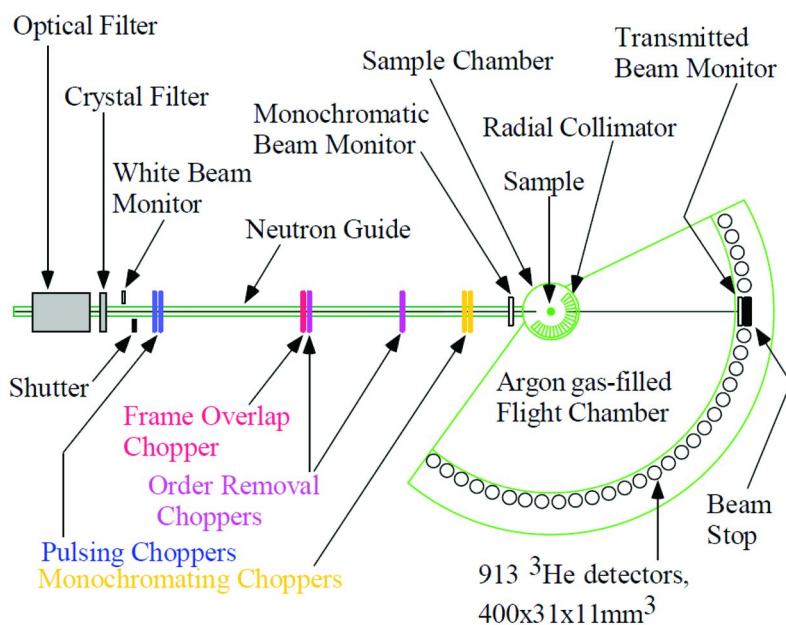 Optical Filter
Crystal Filter
White Beam
Monitor
Neutron Guide
Monochromatic
Beam Monitor
Sample Chamber
Radial Collimator
Sample
Transmitted
Beam Monitor
Shutter
Frame Overlap
Chopper
Order Removal
Choppers
Pulsing Choppers
Monochromating Choppers
Argon gas-filled
Flight Chamber
Beam
Stop
913 ³He detectors,
400x31x11mm³